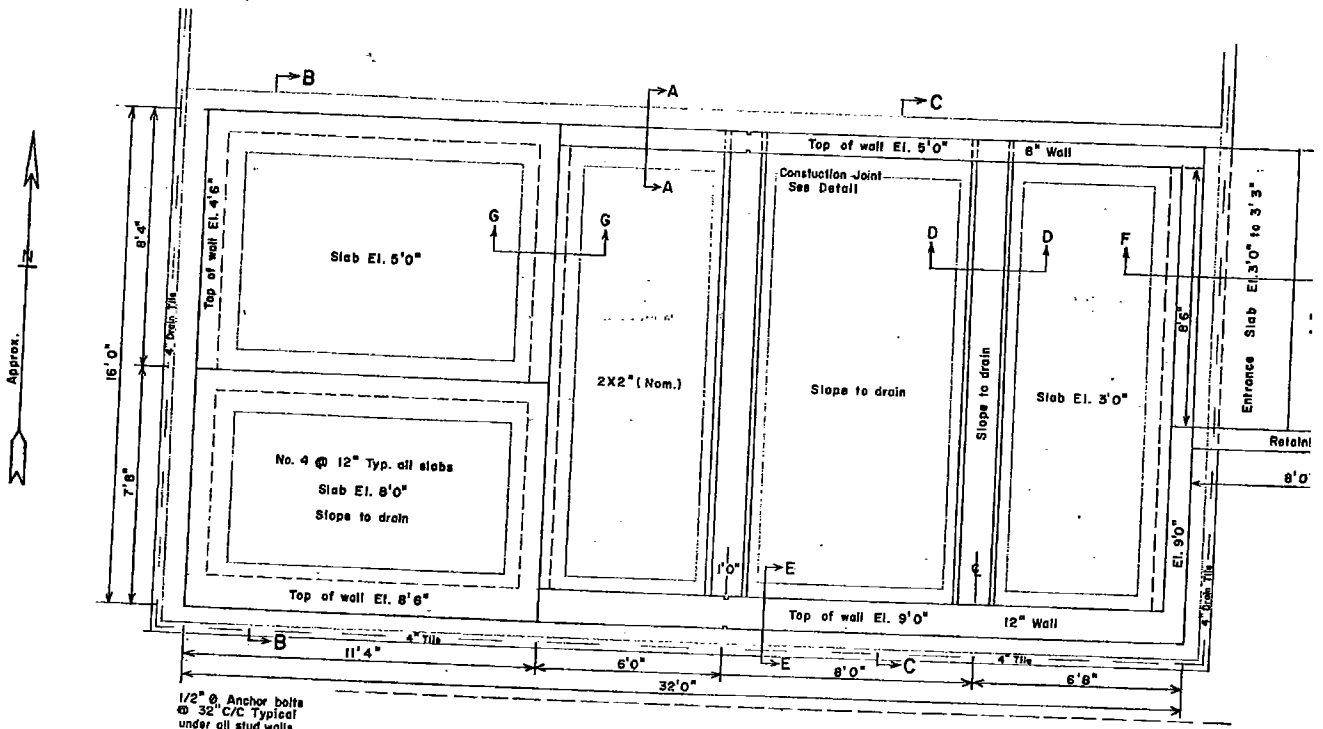 B
A
C
Top of wall El. 5'0"
6" Wall
Constuction Joint
See Detail
A
Top of wall El. 4'6"
8'4"
G
G
D
D
F
Slab El. 5'0"
Entrance Slab El. 3'0" to 3'3"
8'6"
N
Approx.
4" Drain Tile
16'0"
2X2" (Nom.)
Slope to drain
Slope to drain
Slab El. 3'0"
7'8"
No. 4 @ 12" Typ. all slabs
Slab El. 8'0"
Slope to drain
8'0
El. 9'0"
4" Drain Tile
1'0"
E
Top of wall El. 8'6"
Top of wall El. 9'0"
12" Wall
B
4" Tile
E
C
4" Tile
11'4"
6'0"
8'0"
6'8"
32'0"
1/2" Ø Anchor bolts
@ 32" C/C Typical
under all stud walls